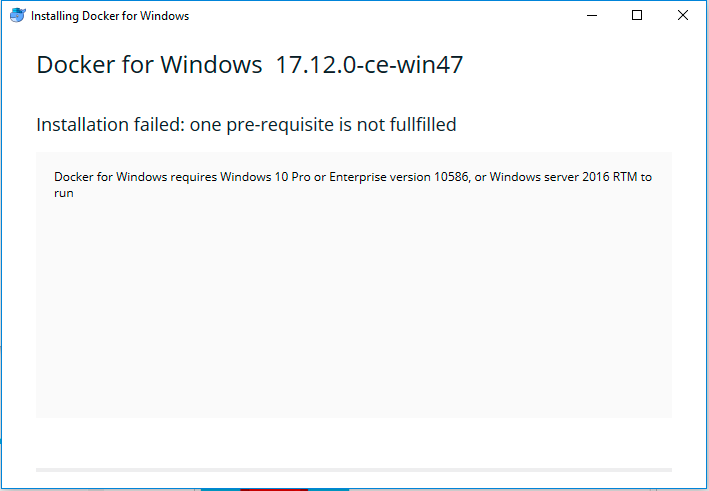 Installing Docker for Windows
Docker for Windows 17.12.0-ce-win47
Installation failed: one pre-requisite is not fullfilled
Docker for Windows requires Windows 10 Pro or Enterprise version 10586, or Windows server 2016 RTM to
run